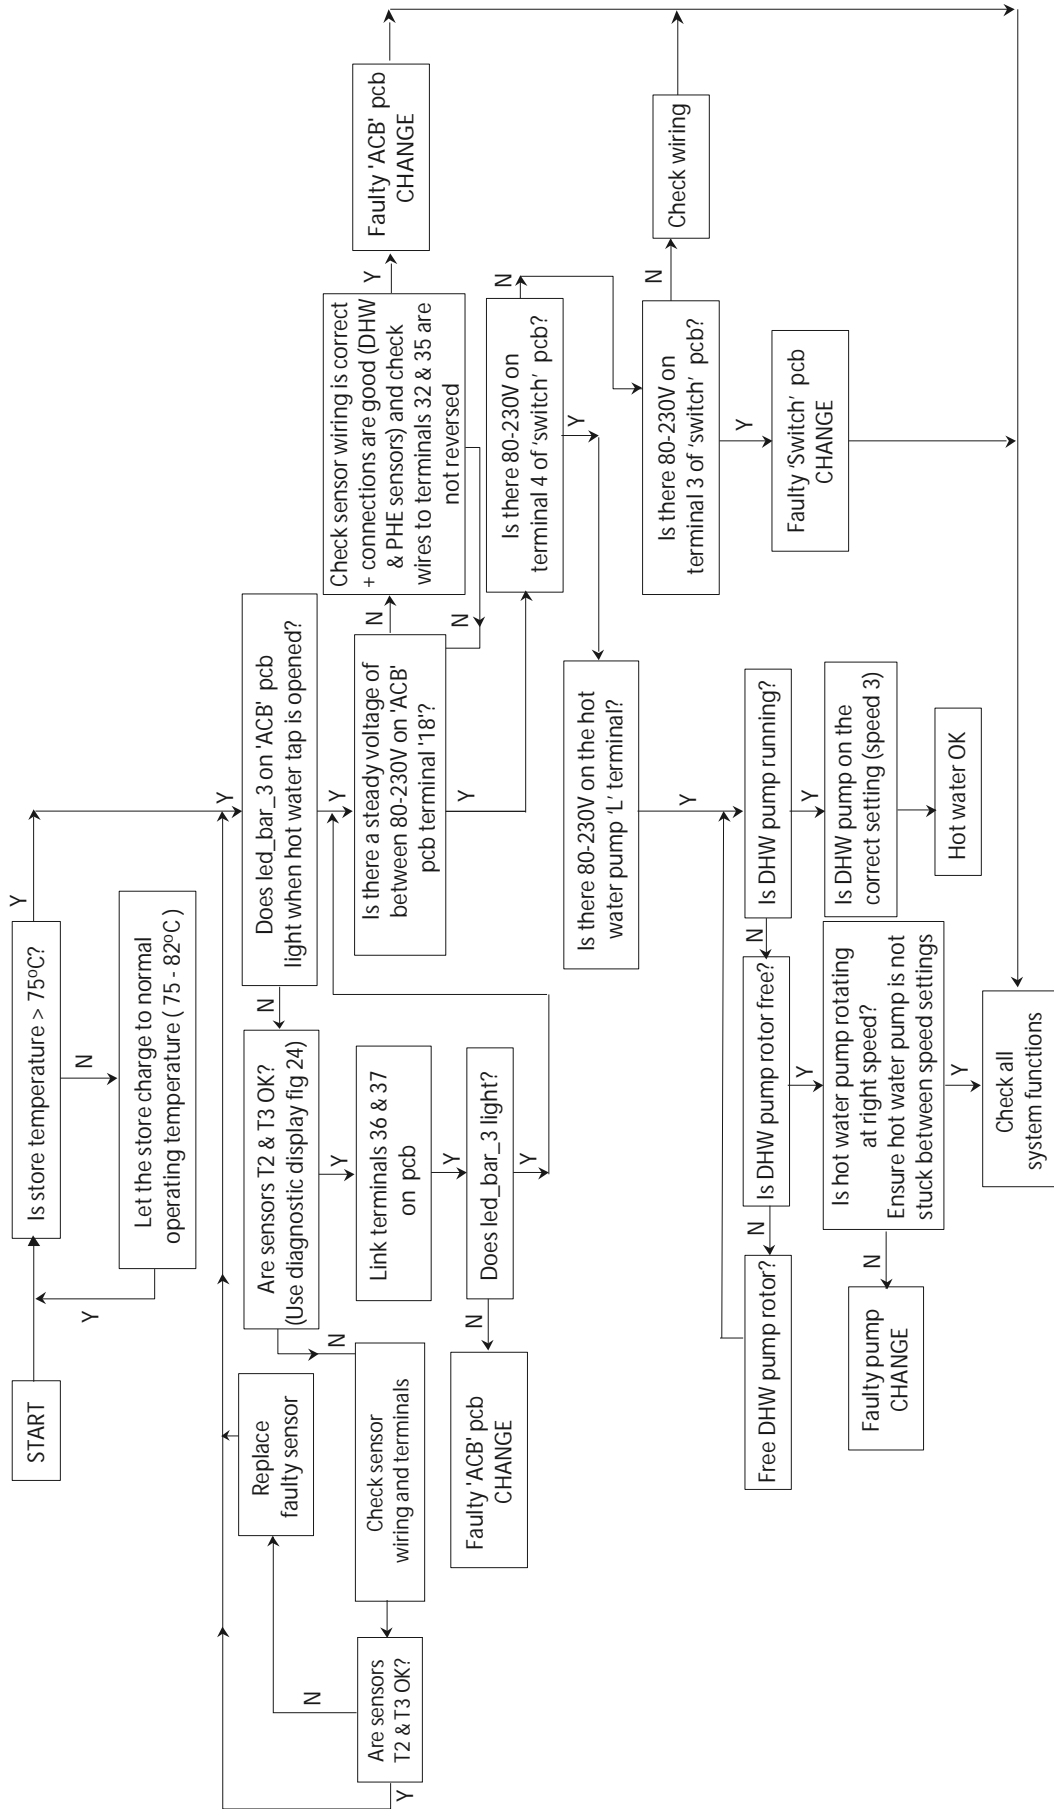 START
Is store temperature > 75ºC?
Y
N
Let the store charge to normal
operating temperature ( 75 - 82ºC )
Y
Y
Does led_bar_3 on 'ACB' pcb
light when hot water tap is opened?
N
Y
Are sensors T2 & T3 OK?
(Use diagnostic display fig 24)
N
Y
Replace
faulty sensor
Check sensor
wiring and terminals
Are sensors
T2 & T3 OK?
N
Y
Link terminals 36 & 37
on pcb
Y
Does led_bar_3 light?
N
Y
Faulty 'ACB' pcb
CHANGE
Is there a steady voltage of
between 80-230V on 'ACB'
pcb terminal '18'?
N
N
Y
Check sensor wiring is correct
+ connections are good (DHW
& PHE sensors) and check
wires to terminals 32 & 35 are
not reversed
Y
Faulty 'ACB' pcb
CHANGE
Is there 80-230V on
terminal 4 of 'switch' pcb?
N
Y
Is there 80-230V on
terminal 3 of 'switch' pcb?
N
Y
Check wiring
Faulty 'Switch' pcb
CHANGE
Is there 80-230V on the hot
water pump 'L' terminal?
Y
Is DHW pump running?
N
Y
Is DHW pump rotor free?
N
Y
Free DHW pump rotor?
Is DHW pump on the
correct setting (speed 3)
Hot water OK
Is hot water pump rotating
at right speed?
Ensure hot water pump is not
stuck between speed settings
N
Y
Faulty pump
CHANGE
Check all
system functions